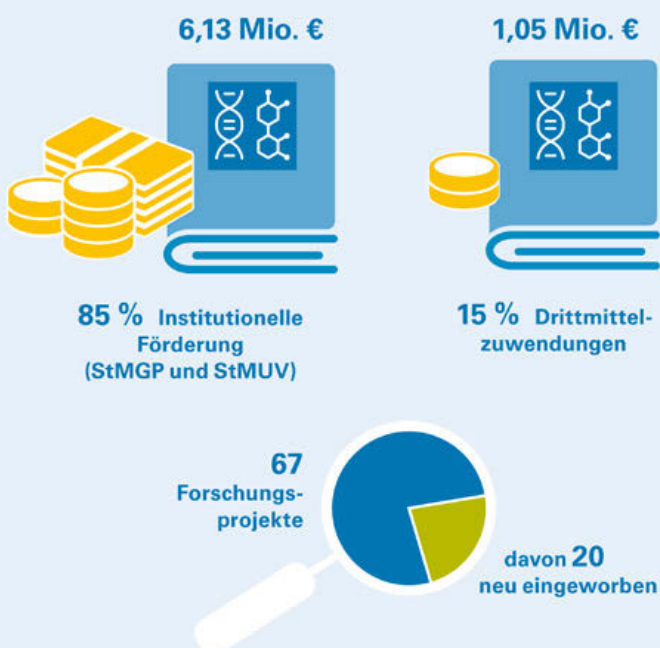 6,13 Mio. €
1,05 Mio. €
85 % Institutionelle
Förderung
(StMGP und StMUV)
15 % Drittmittel-
zuwendungen
67
Forschungs-
projekte
davon 20
neu eingeworben